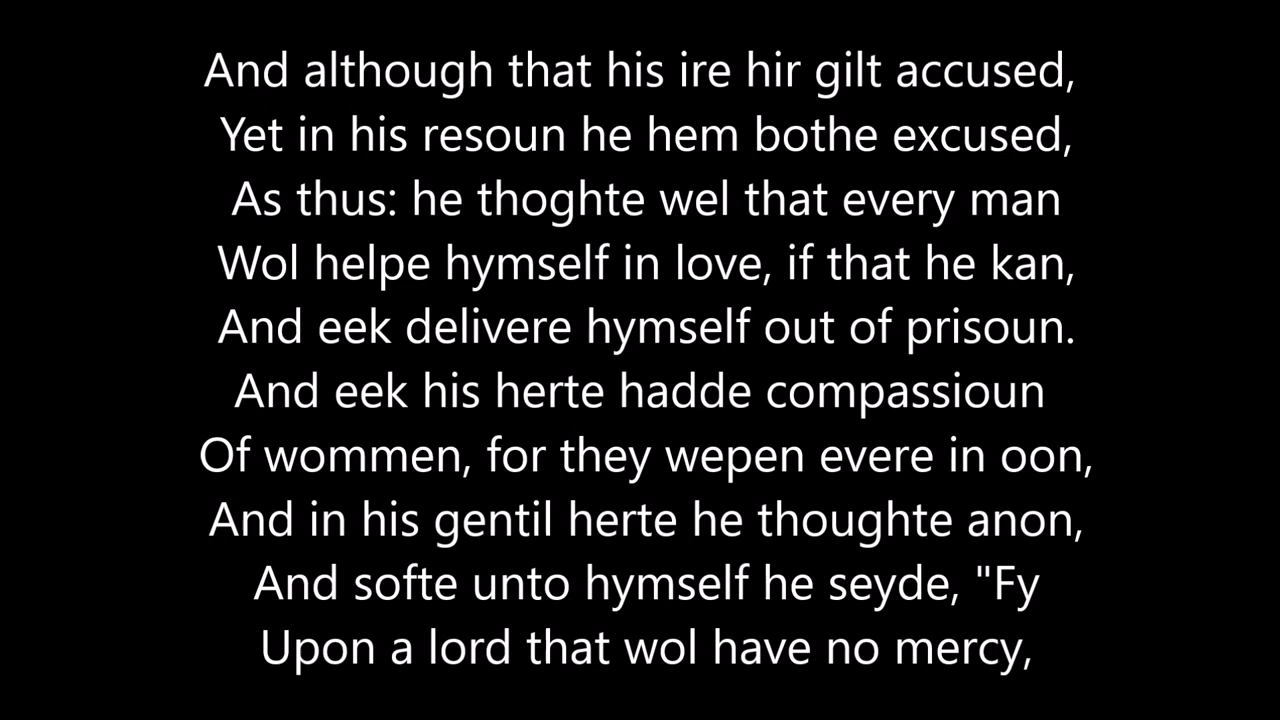 And although that his ire hir gilt accused,
Yet in his resoun he hem bothe excused,
As thus: he thoghte wel that every man
Wol helpe hymself in love, if that he kan,
And eek delivere hymself out of prisoun.
And eek his herte hadde compassioun
Of wommen, for they wepen evere in oon,
And in his gentil herte he thoughte anon,
And softe unto hymself he seyde, "Fy
Upon a lord that wol have no mercy,